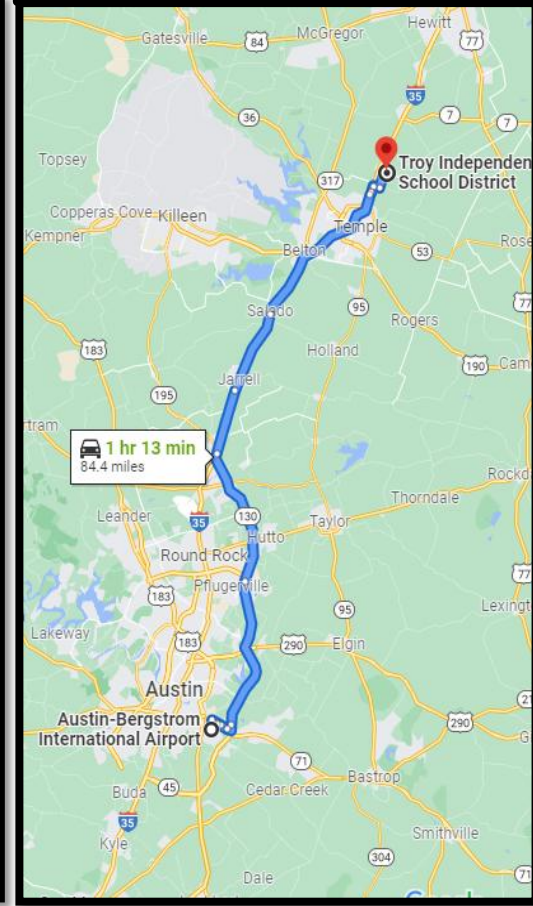 Hewitt
Gatesville
84
McGregor
77
35
7
7
36
Topsey
317
Troy Independen
School District
Copperas Cove
Killeen
Temple
Kempner
Belton
53
Rose
Salado
95
77
Rogers
Holland
183
190
Cam
Jarrell
195
tram
1 hr 13 min
84.4 miles
Rockd
Thorndale
Leander
35
130
Taylor
Hutto
Round Rock
Pflugerville
77
183
95
Lexingt
Lakeway
183
290
Elgin
Austin
21
Austin-Bergstrom
International Airport
290
G
71
Bastrop
Buda
45
Cedar Creek
35
Kyle
Smithville
304
Dale
71